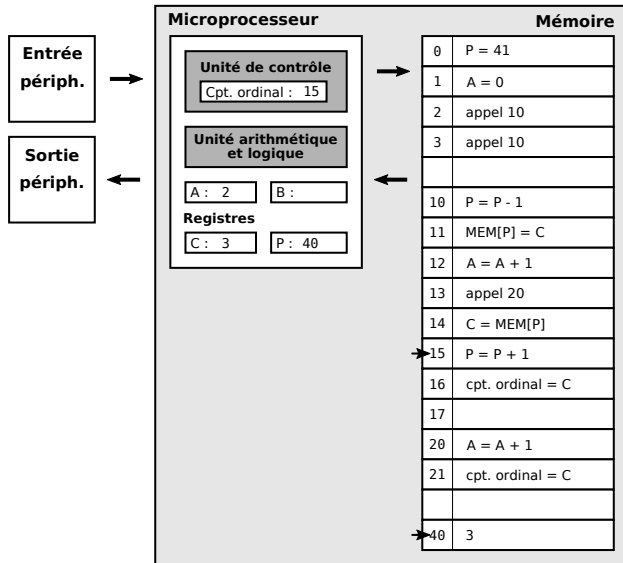 Microprocesseur
Mémoire
Entrée
périph.
Sortie
périph.
Unité de contrôle
Cpt. ordinal : 15
Unité arithmétique
et logique
A : 2
B :
Registres
C : 3
P : 40
0 P = 41
1 A = 0
2 appel 10
3 appel 10
10 P = P - 1
11 MEM[P] = C
12 A = A + 1
13 appel 20
14 C = MEM[P]
15 P = P + 1
16 cpt. ordinal = C
17
20 A = A + 1
21 cpt. ordinal = C
40 3